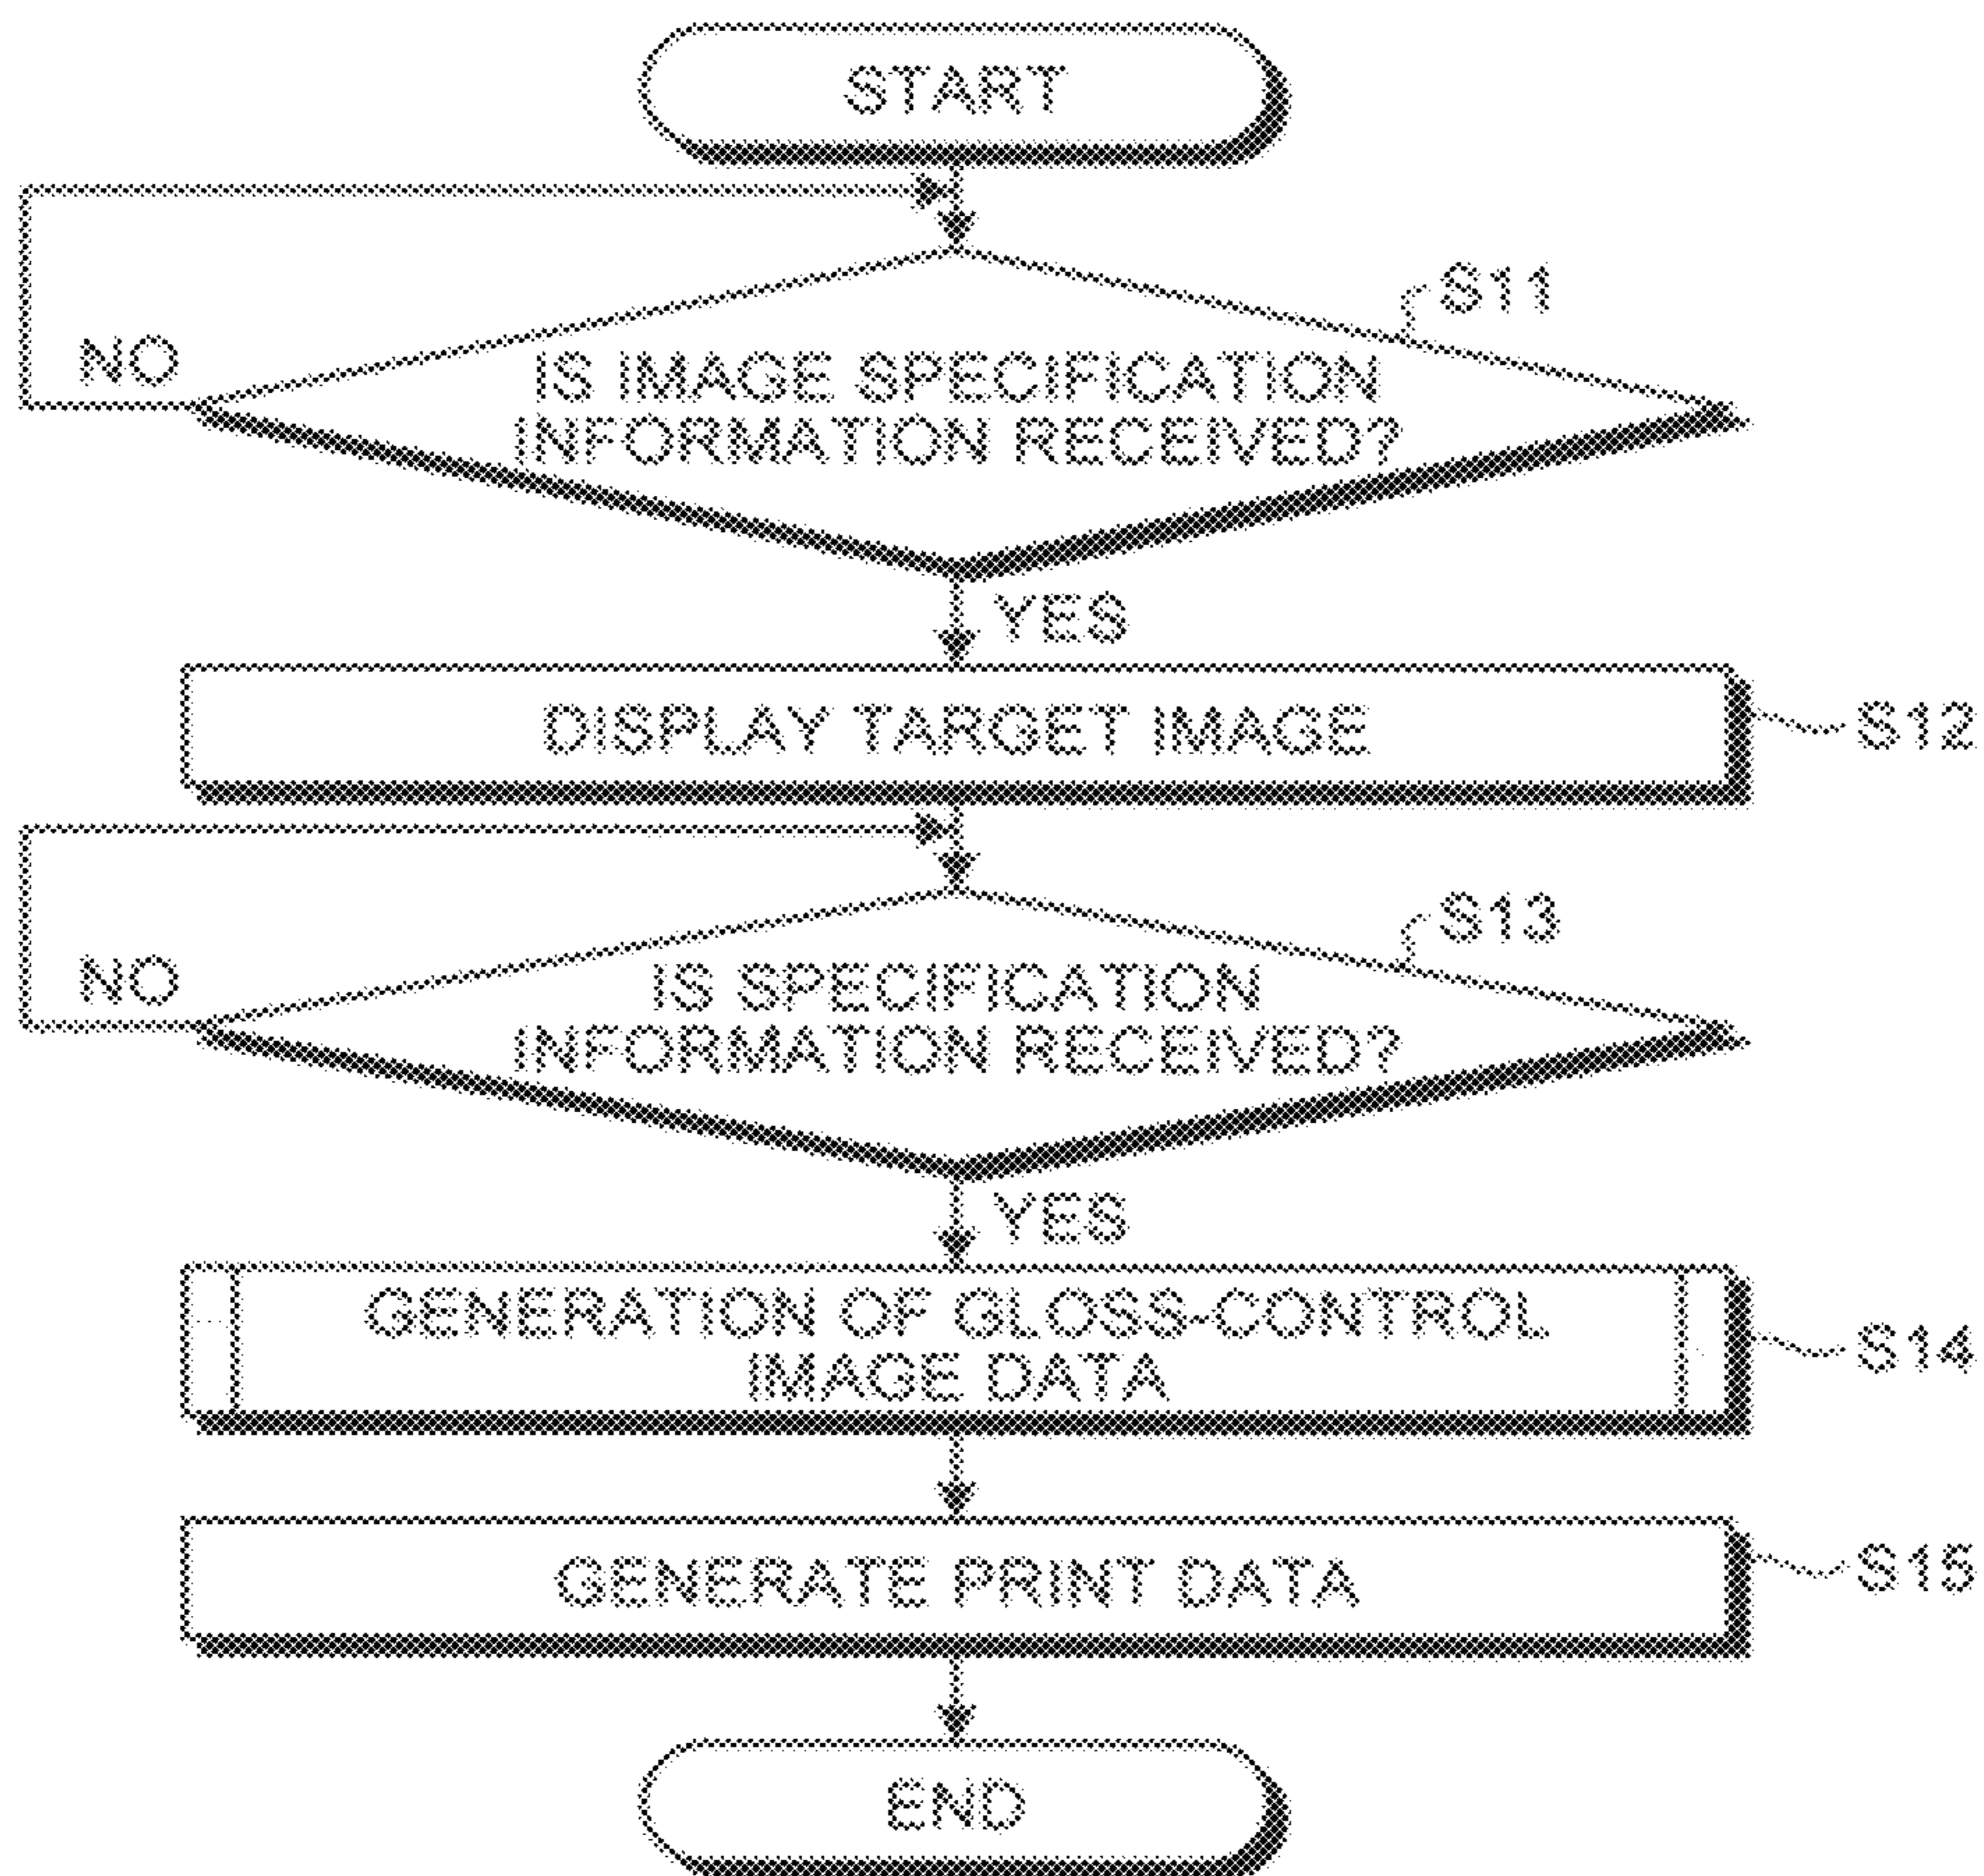 START
S11
NO
IS IMAGE SPECIFICATION
INFORMATION RECEIVED?
YES
DISPLAY TARGET IMAGE
S12
S13
NO
IS SPECIFICATION
INFORMATION RECEIVED?
YES
GENERATION OF GLOSS-CONTROL
IMAGE DATA
S14
GENERATE PRINT DATA
S15
END